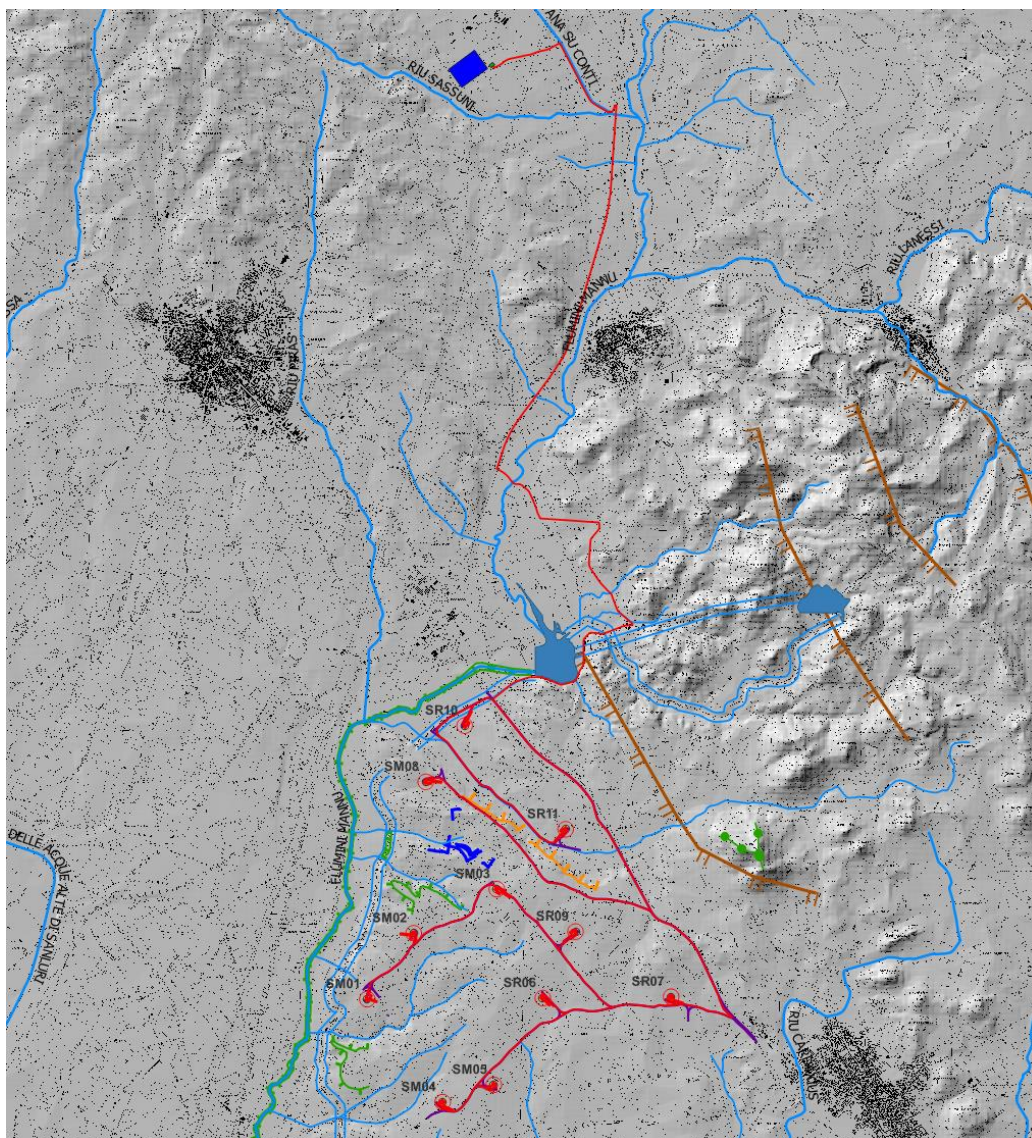 ANA SU CONTI
RIU SASSUNI
RIU LANESSI
FLUMINI MANNU
SSA
SR10
SM08
SR11
FLUMINI MANNU
SM03
DELLE ACQUE ALTE DI SANLURI
SM02
SR09
SM01
SR06
SR07
SM05
SM04